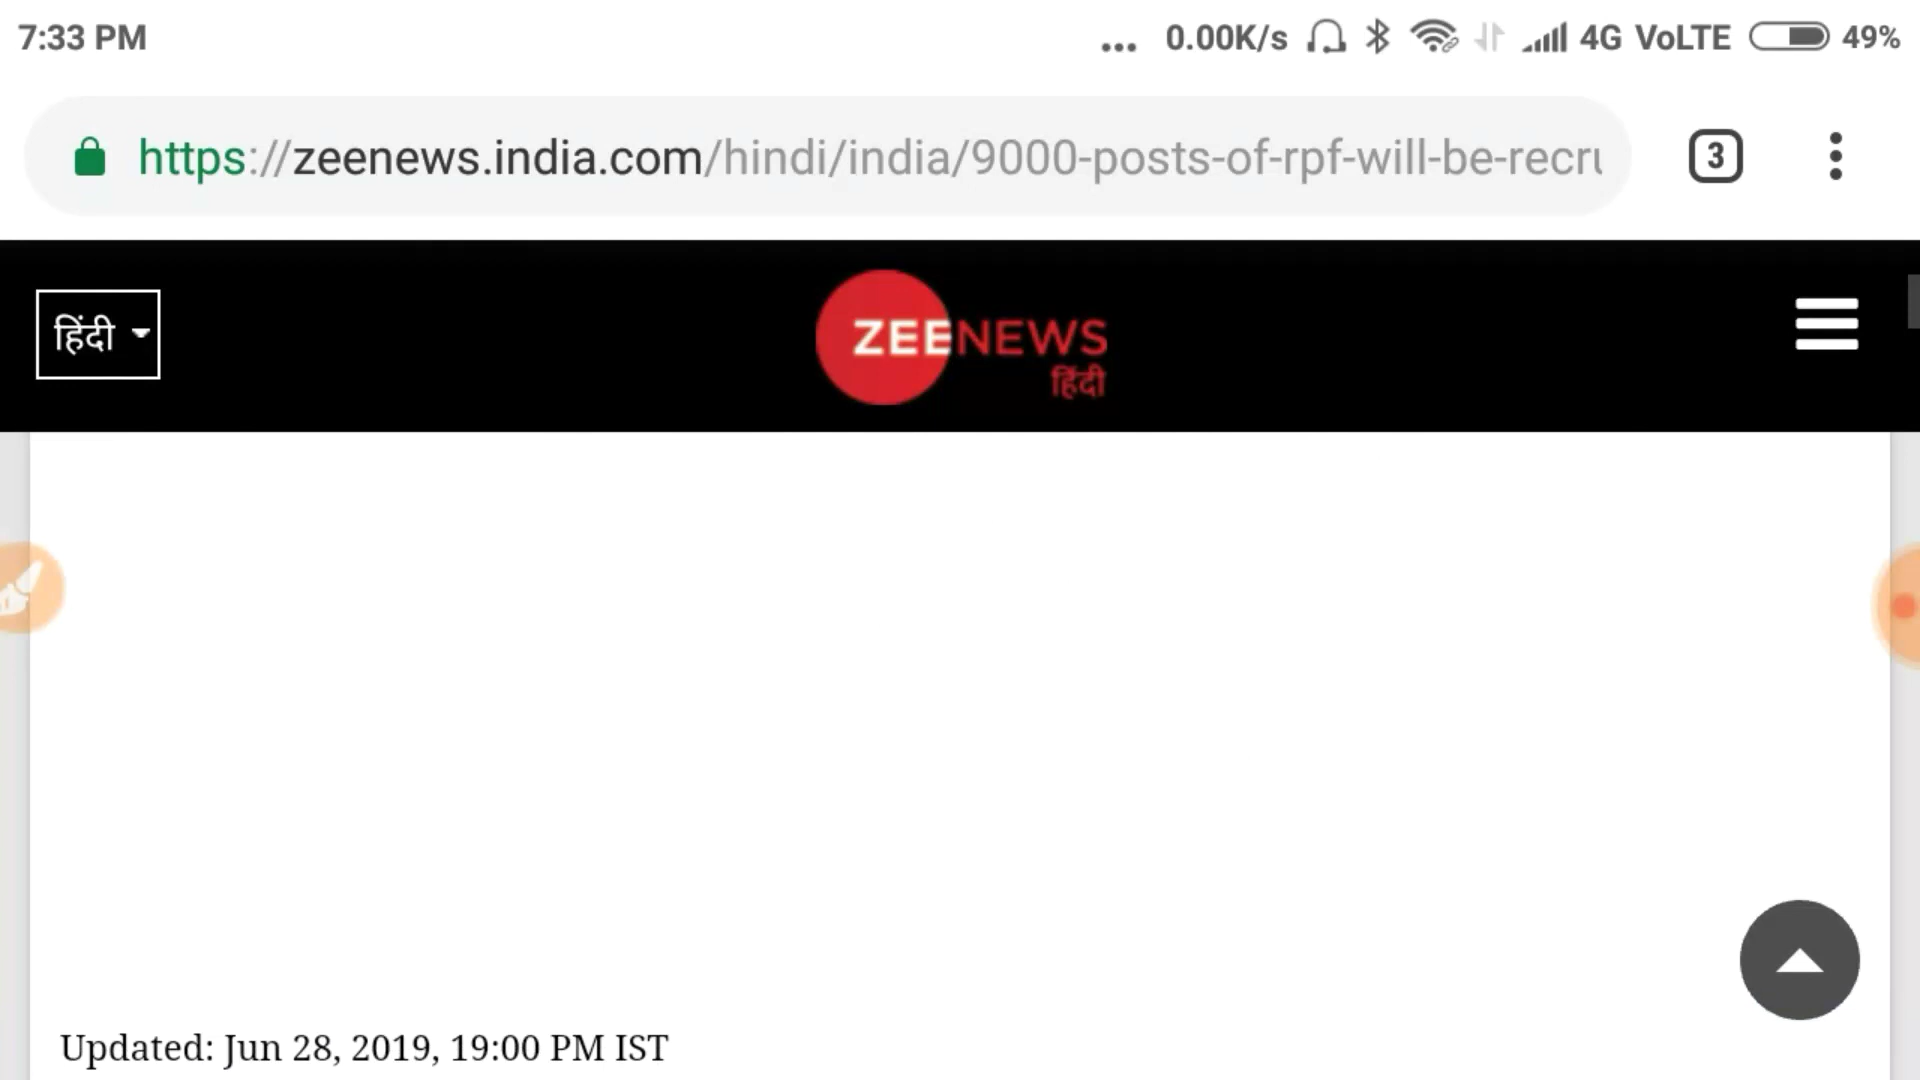 7:33 PM
... 0.00K/s 4G VoLTE 49%
https://zeenews.india.com/hindi/india/9000-posts-of-rpf-will-be-recru
3
हिंदी
ZEENEWS
हिंदी
Updated: Jun 28, 2019, 19:00 PM IST